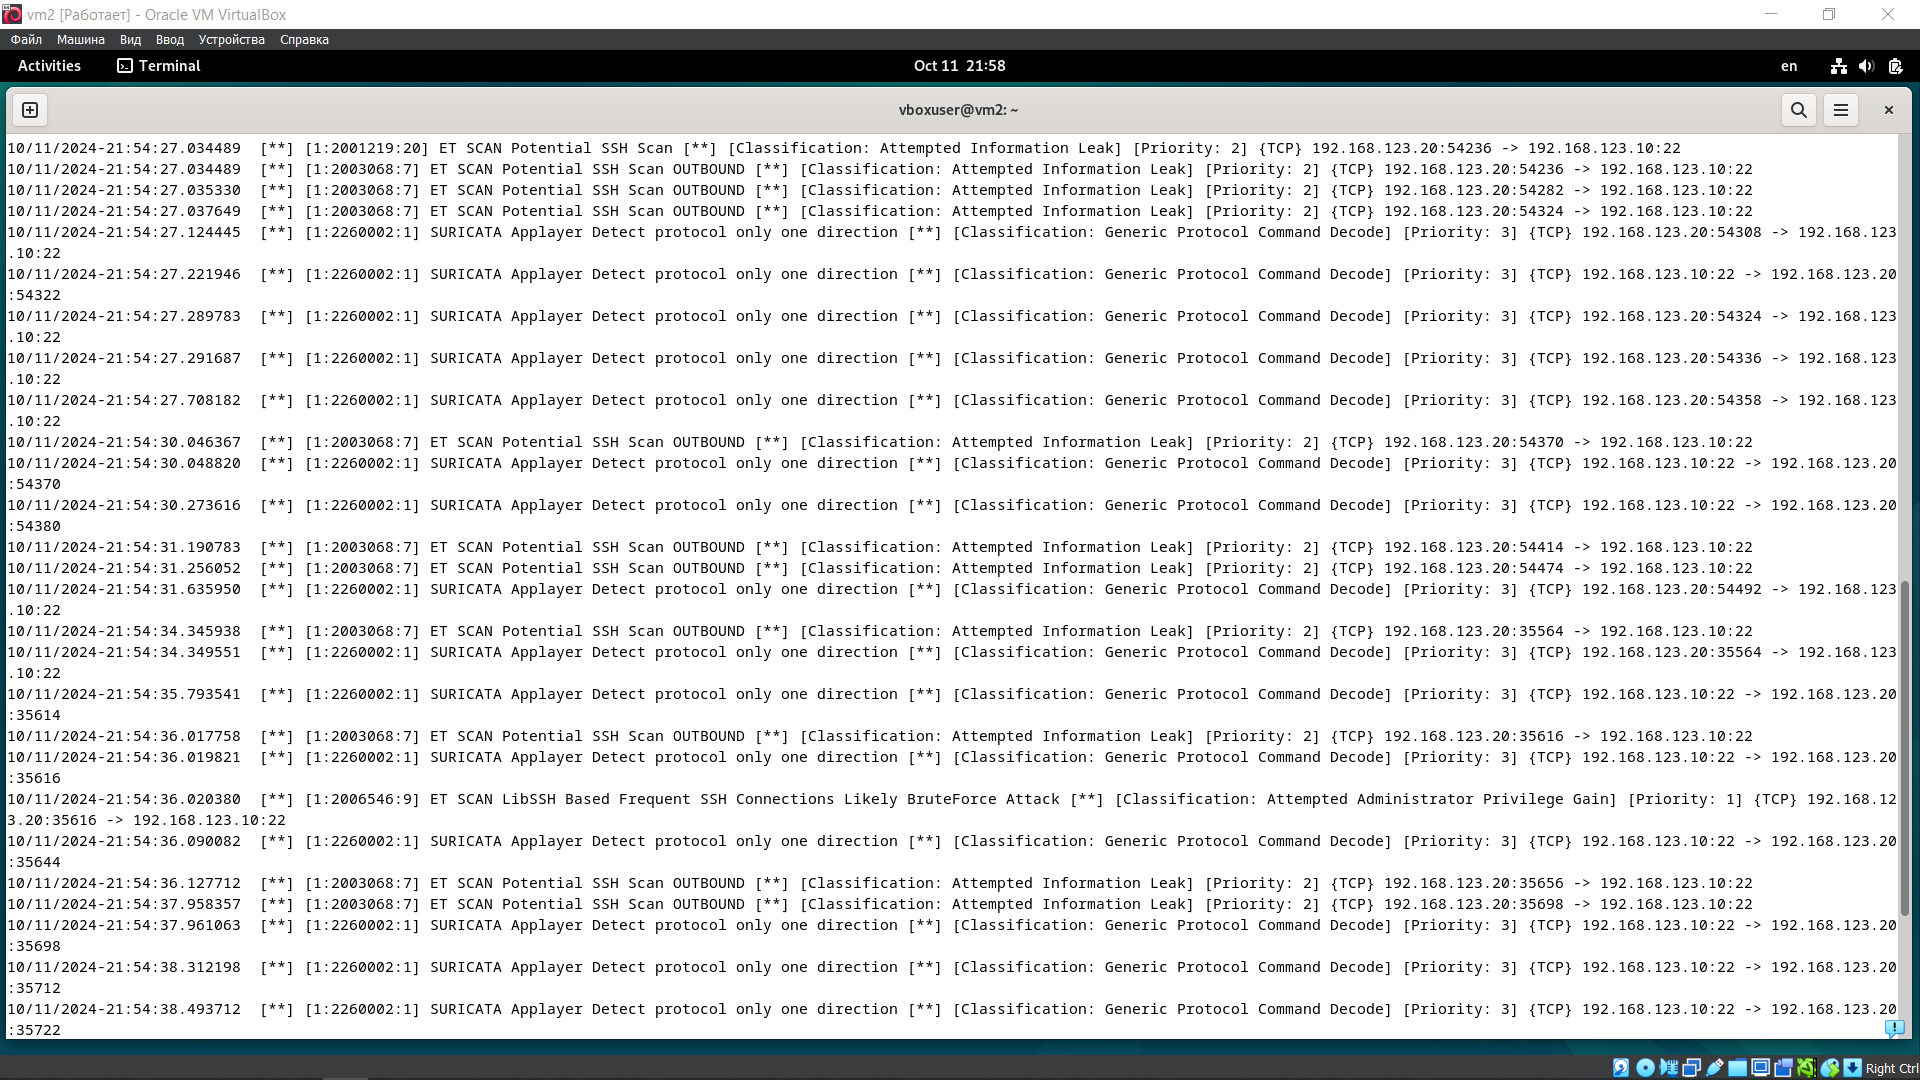 vm2 [Работает] - Oracle VM VirtualBox
Файл Машина Вид Ввод Устройства Справка
Activities Terminal Oct 11 21:58 en
vboxuser@vm2: ~
10/11/2024-21:54:27.034489 [**] [1:2001219:20] ET SCAN Potential SSH Scan [**] [Classification: Attempted Information Leak] [Priority: 2] {TCP} 192.168.123.20:54236 -> 192.168.123.10:22
10/11/2024-21:54:27.034489 [**] [1:2003068:7] ET SCAN Potential SSH Scan OUTBOUND [**] [Classification: Attempted Information Leak] [Priority: 2] {TCP} 192.168.123.20:54236 -> 192.168.123.10:22
10/11/2024-21:54:27.035330 [**] [1:2003068:7] ET SCAN Potential SSH Scan OUTBOUND [**] [Classification: Attempted Information Leak] [Priority: 2] {TCP} 192.168.123.20:54282 -> 192.168.123.10:22
10/11/2024-21:54:27.037649 [**] [1:2003068:7] ET SCAN Potential SSH Scan OUTBOUND [**] [Classification: Attempted Information Leak] [Priority: 2] {TCP} 192.168.123.20:54324 -> 192.168.123.10:22
10/11/2024-21:54:27.124445 [**] [1:2260002:1] SURICATA Applayer Detect protocol only one direction [**] [Classification: Generic Protocol Command Decode] [Priority: 3] {TCP} 192.168.123.20:54308 -> 192.168.123
.10:22
10/11/2024-21:54:27.221946 [**] [1:2260002:1] SURICATA Applayer Detect protocol only one direction [**] [Classification: Generic Protocol Command Decode] [Priority: 3] {TCP} 192.168.123.10:22 -> 192.168.123.20
:54322
10/11/2024-21:54:27.289783 [**] [1:2260002:1] SURICATA Applayer Detect protocol only one direction [**] [Classification: Generic Protocol Command Decode] [Priority: 3] {TCP} 192.168.123.20:54324 -> 192.168.123
.10:22
10/11/2024-21:54:27.291687 [**] [1:2260002:1] SURICATA Applayer Detect protocol only one direction [**] [Classification: Generic Protocol Command Decode] [Priority: 3] {TCP} 192.168.123.20:54336 -> 192.168.123
.10:22
10/11/2024-21:54:27.708182 [**] [1:2260002:1] SURICATA Applayer Detect protocol only one direction [**] [Classification: Generic Protocol Command Decode] [Priority: 3] {TCP} 192.168.123.20:54358 -> 192.168.123
.10:22
10/11/2024-21:54:30.046367 [**] [1:2003068:7] ET SCAN Potential SSH Scan OUTBOUND [**] [Classification: Attempted Information Leak] [Priority: 2] {TCP} 192.168.123.20:54370 -> 192.168.123.10:22
10/11/2024-21:54:30.048820 [**] [1:2260002:1] SURICATA Applayer Detect protocol only one direction [**] [Classification: Generic Protocol Command Decode] [Priority: 3] {TCP} 192.168.123.10:22 -> 192.168.123.20
:54370
10/11/2024-21:54:30.273616 [**] [1:2260002:1] SURICATA Applayer Detect protocol only one direction [**] [Classification: Generic Protocol Command Decode] [Priority: 3] {TCP} 192.168.123.10:22 -> 192.168.123.20
:54380
10/11/2024-21:54:31.190783 [**] [1:2003068:7] ET SCAN Potential SSH Scan OUTBOUND [**] [Classification: Attempted Information Leak] [Priority: 2] {TCP} 192.168.123.20:54414 -> 192.168.123.10:22
10/11/2024-21:54:31.256052 [**] [1:2003068:7] ET SCAN Potential SSH Scan OUTBOUND [**] [Classification: Attempted Information Leak] [Priority: 2] {TCP} 192.168.123.20:54474 -> 192.168.123.10:22
10/11/2024-21:54:31.635950 [**] [1:2260002:1] SURICATA Applayer Detect protocol only one direction [**] [Classification: Generic Protocol Command Decode] [Priority: 3] {TCP} 192.168.123.20:54492 -> 192.168.123
.10:22
10/11/2024-21:54:34.345938 [**] [1:2003068:7] ET SCAN Potential SSH Scan OUTBOUND [**] [Classification: Attempted Information Leak] [Priority: 2] {TCP} 192.168.123.20:35564 -> 192.168.123.10:22
10/11/2024-21:54:34.349551 [**] [1:2260002:1] SURICATA Applayer Detect protocol only one direction [**] [Classification: Generic Protocol Command Decode] [Priority: 3] {TCP} 192.168.123.20:35564 -> 192.168.123
.10:22
10/11/2024-21:54:35.793541 [**] [1:2260002:1] SURICATA Applayer Detect protocol only one direction [**] [Classification: Generic Protocol Command Decode] [Priority: 3] {TCP} 192.168.123.10:22 -> 192.168.123.20
:35614
10/11/2024-21:54:36.017758 [**] [1:2003068:7] ET SCAN Potential SSH Scan OUTBOUND [**] [Classification: Attempted Information Leak] [Priority: 2] {TCP} 192.168.123.20:35616 -> 192.168.123.10:22
10/11/2024-21:54:36.019821 [**] [1:2260002:1] SURICATA Applayer Detect protocol only one direction [**] [Classification: Generic Protocol Command Decode] [Priority: 3] {TCP} 192.168.123.10:22 -> 192.168.123.20
:35616
10/11/2024-21:54:36.020380 [**] [1:2006546:9] ET SCAN LibSSH Based Frequent SSH Connections Likely BruteForce Attack [**] [Classification: Attempted Administrator Privilege Gain] [Priority: 1] {TCP} 192.168.12
3.20:35616 -> 192.168.123.10:22
10/11/2024-21:54:36.090082 [**] [1:2260002:1] SURICATA Applayer Detect protocol only one direction [**] [Classification: Generic Protocol Command Decode] [Priority: 3] {TCP} 192.168.123.10:22 -> 192.168.123.20
:35644
10/11/2024-21:54:36.127712 [**] [1:2003068:7] ET SCAN Potential SSH Scan OUTBOUND [**] [Classification: Attempted Information Leak] [Priority: 2] {TCP} 192.168.123.20:35656 -> 192.168.123.10:22
10/11/2024-21:54:37.958357 [**] [1:2003068:7] ET SCAN Potential SSH Scan OUTBOUND [**] [Classification: Attempted Information Leak] [Priority: 2] {TCP} 192.168.123.20:35698 -> 192.168.123.10:22
10/11/2024-21:54:37.961063 [**] [1:2260002:1] SURICATA Applayer Detect protocol only one direction [**] [Classification: Generic Protocol Command Decode] [Priority: 3] {TCP} 192.168.123.10:22 -> 192.168.123.20
:35698
10/11/2024-21:54:38.312198 [**] [1:2260002:1] SURICATA Applayer Detect protocol only one direction [**] [Classification: Generic Protocol Command Decode] [Priority: 3] {TCP} 192.168.123.10:22 -> 192.168.123.20
:35712
10/11/2024-21:54:38.493712 [**] [1:2260002:1] SURICATA Applayer Detect protocol only one direction [**] [Classification: Generic Protocol Command Decode] [Priority: 3] {TCP} 192.168.123.10:22 -> 192.168.123.20
:35722
Right Ctrl